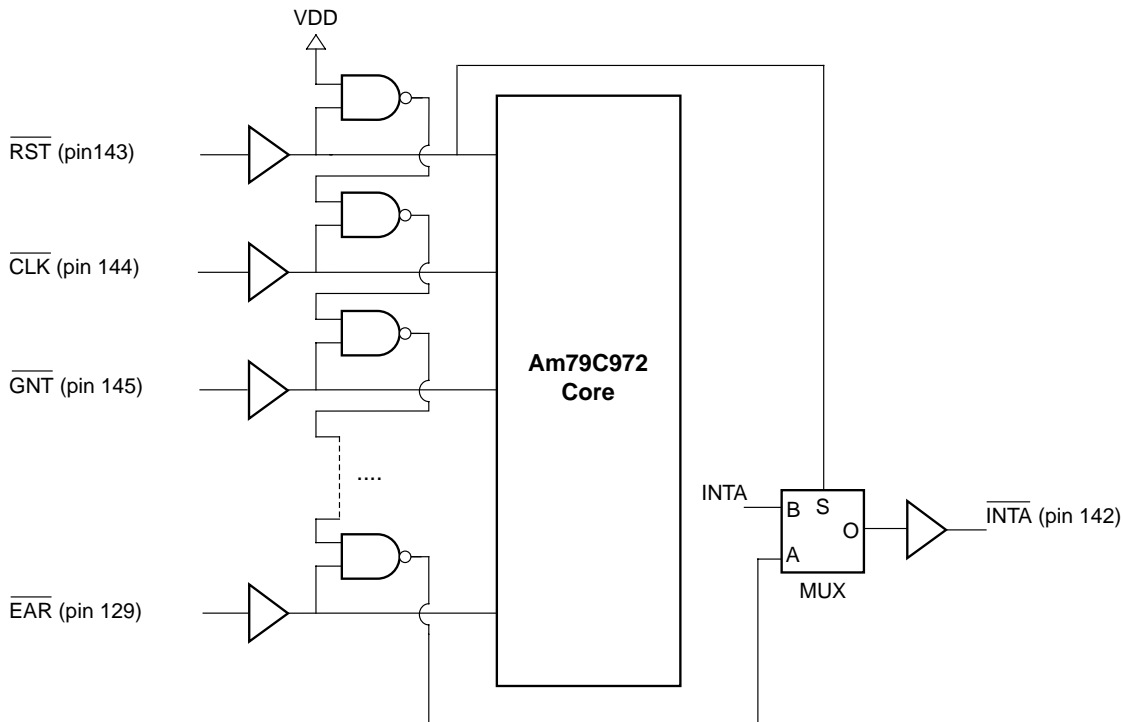 VDD
RST (pin143)
CLK (pin 144)
GNT (pin 145)
Am79C972
Core
....
INTA
B
S
O
A
INTA (pin 142)
MUX
EAR (pin 129)